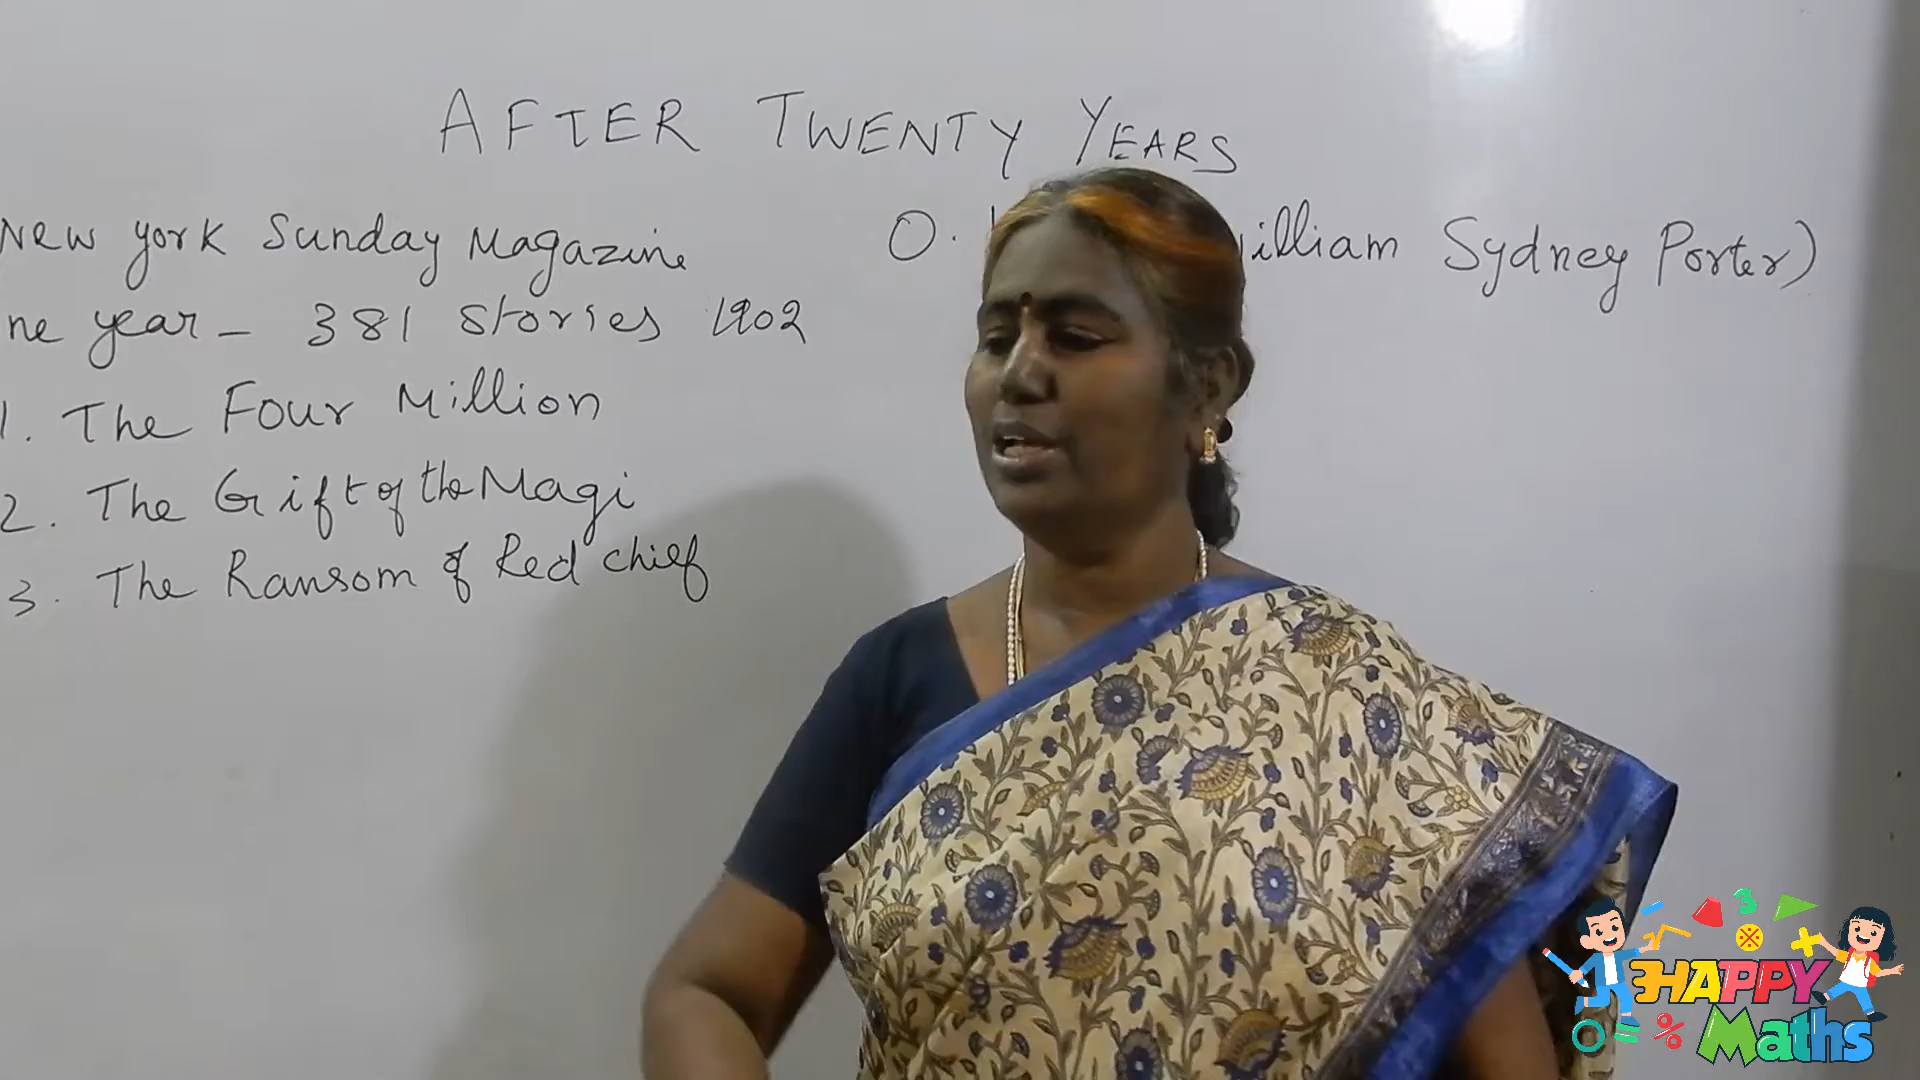 AFTER TWENTY YEARS
New york Sunday Magazine
O. William Sydney Porter)
ne year - 381 stories 1902
1. The Four Million
2. The Gift of the Magi
3. The Ransom of Red chief
HAPPY
Maths